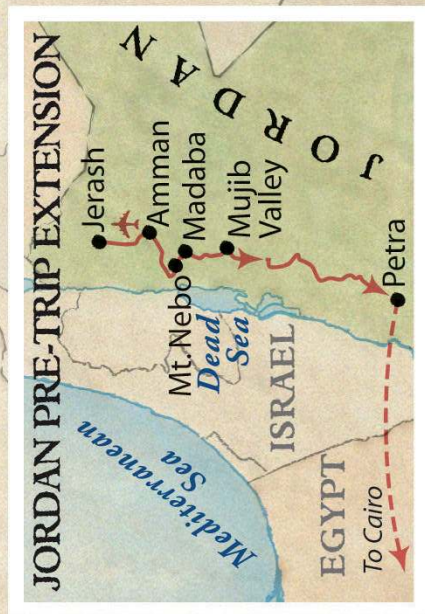 JORDAN PRE-TRIP EXTENSION
Jerash
Amman
Mt. Nebo
Madaba
Mujib
Valley
JORDAN
Mediterranean
Sea
Dead
Sea
ISRAEL
EGYPT
To Cairo
Petra